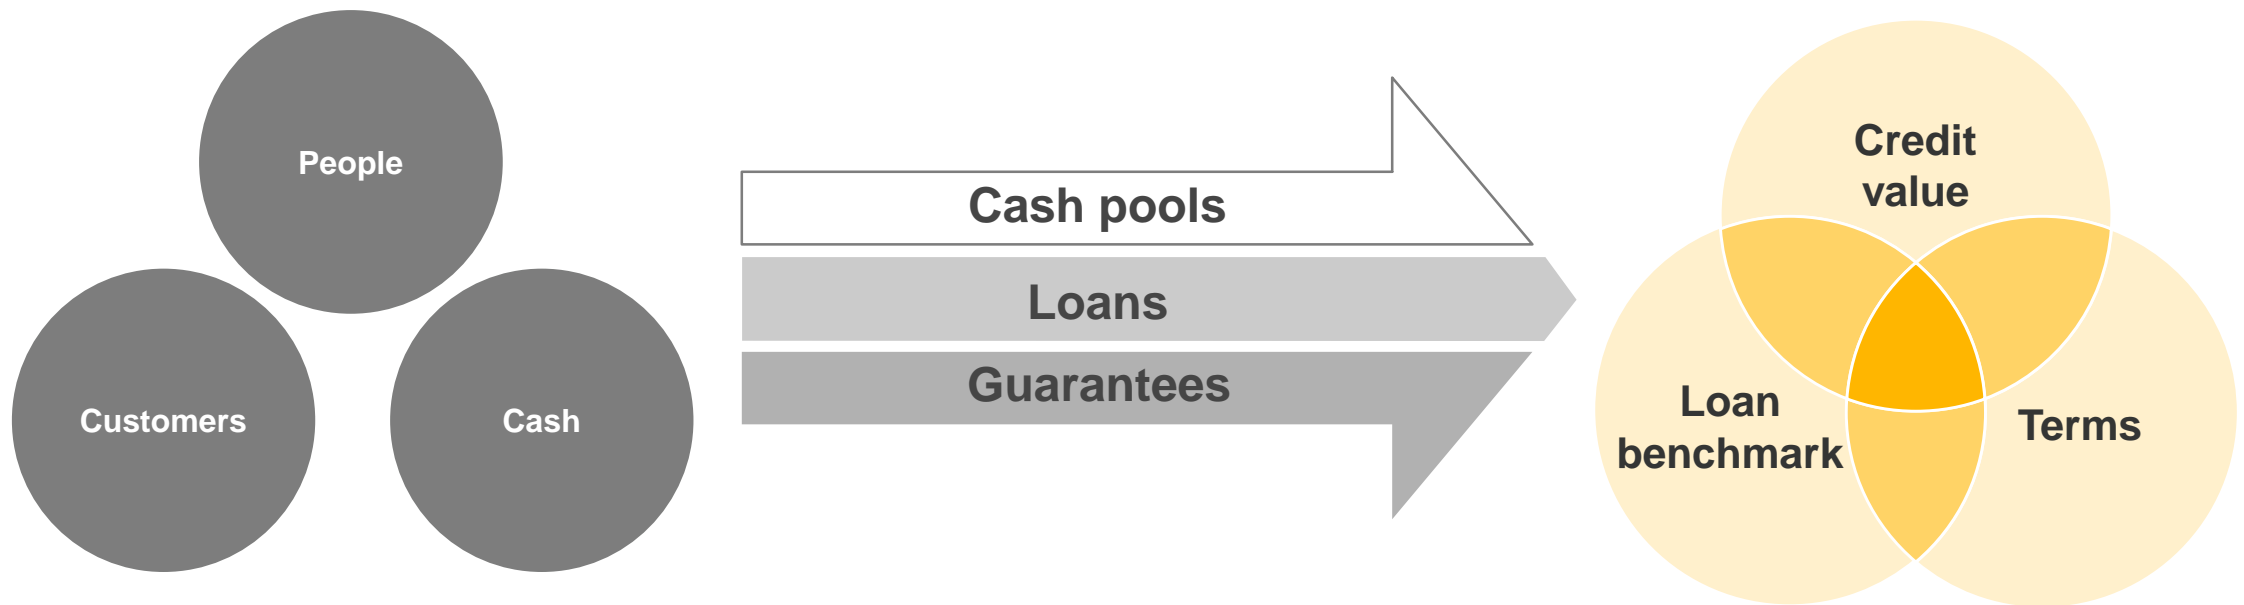 People
Customers
Cash
Cash pools
Loans
Guarantees
Credit
value
Loan
benchmark
Terms